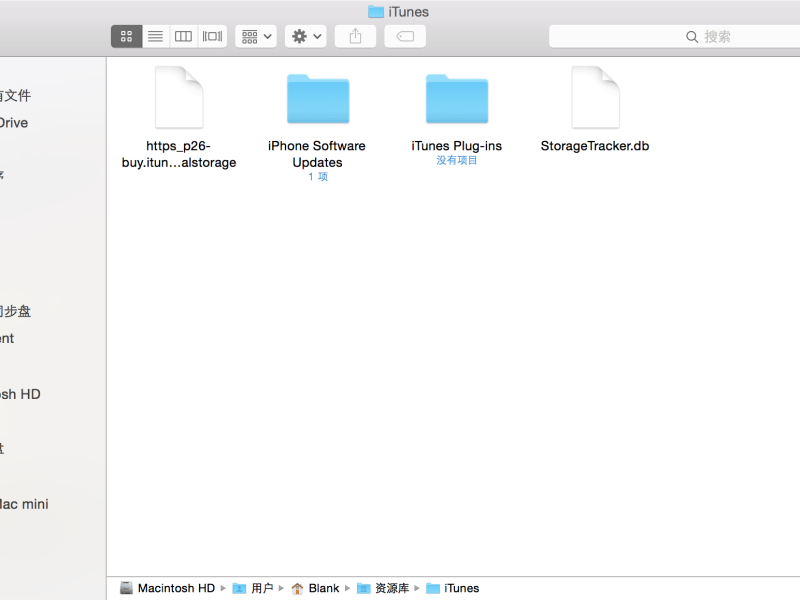 iTunes
搜索
有文件
Drive
https_p26-
buy.itun…alstorage
iPhone Software
Updates
1 项
iTunes Plug-ins
没有项目
StorageTracker.db
同步盘
ent
osh HD
盘
Mac mini
Macintosh HD ▸ 用户 ▸ Blank ▸ 资源库 ▸ iTunes